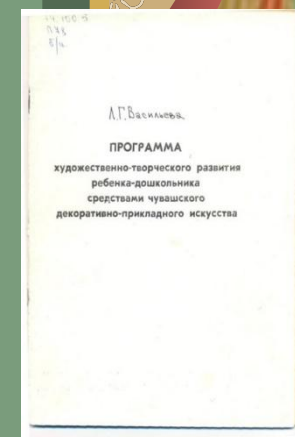 Л.Г. Васильева
ПРОГРАММА
художественно-творческого развития
ребенка-дошкольника
средствами чувашского
декоративно-прикладного искусства